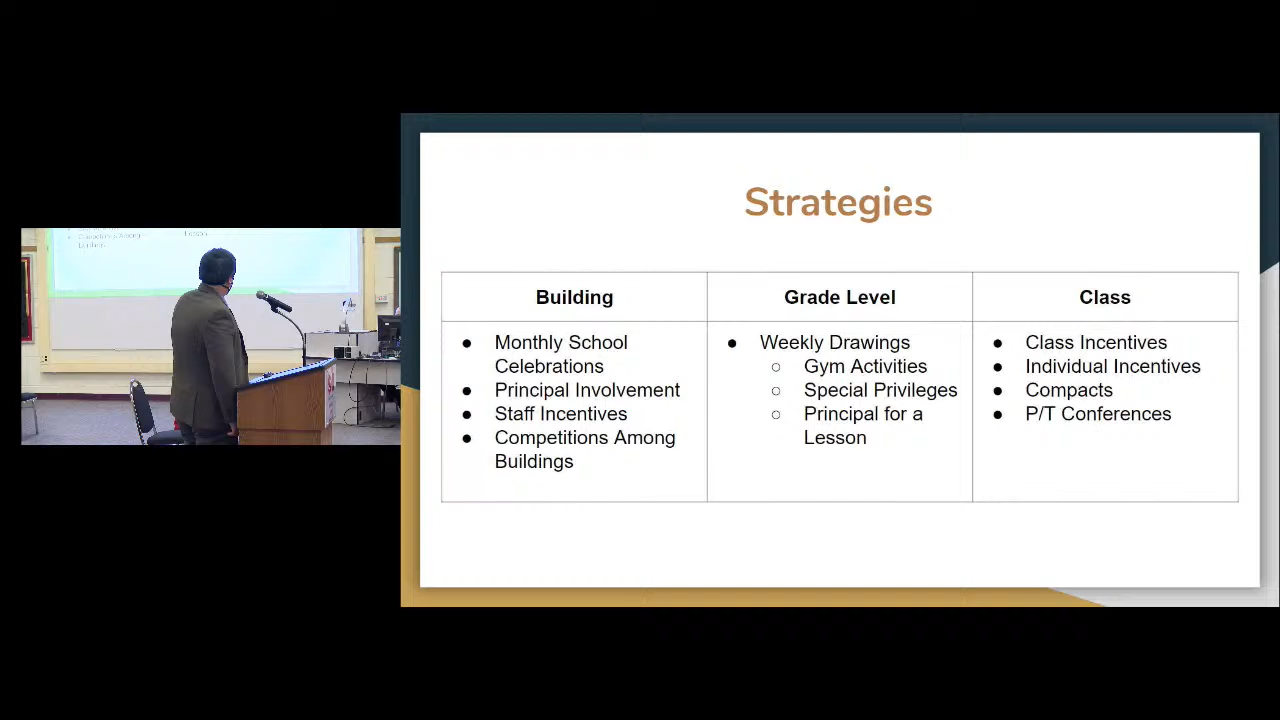 Strategies
Building
Grade Level
Class
Monthly School
Celebrations
Principal Involvement
Staff Incentives
Competitions Among
Buildings
Weekly Drawings
Gym Activities
Special Privileges
Principal for a
Lesson
Class Incentives
Individual Incentives
Compacts
P/T Conferences
Lesson